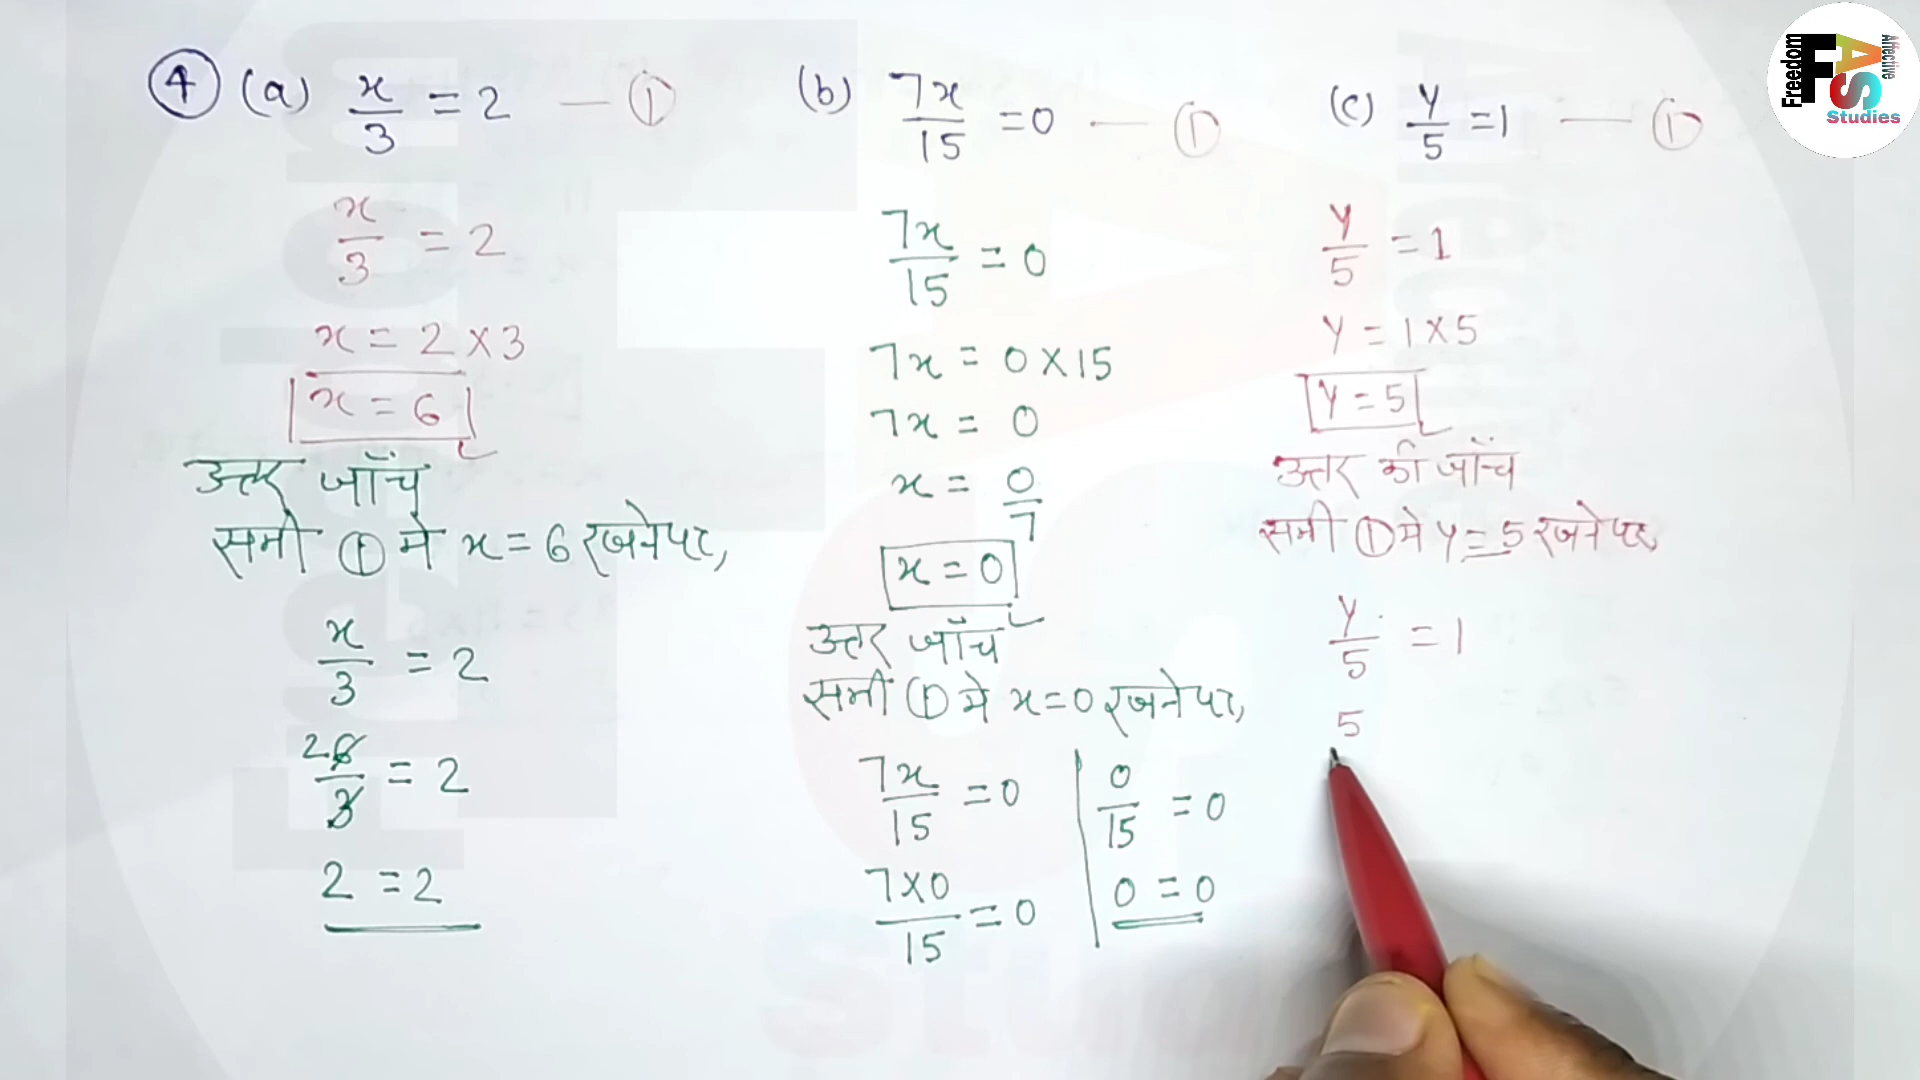 ④ (a) x/3 = 2 — ①
x/3 = 2
x = 2 × 3
x = 6
उत्तर जाँच
समी ① मे x = 6 रखने पर,
x/3 = 2
2 6/3 = 2
2 = 2
(b) 7x/15 = 0 — ①
7x/15 = 0
7x = 0 × 15
7x = 0
x = 0/7
x = 0
उत्तर जाँच
समी ① मे x = 0 रखने पर,
7x/15 = 0
7×0/15 = 0
0/15 = 0
0 = 0
(c) y/5 = 1 — ①
y/5 = 1
y = 1 × 5
y = 5
उत्तर की जाँच
समी ① मे y = 5 रखने पर,
y/5 = 1
5
Freedom
Affective
FAS
Studies